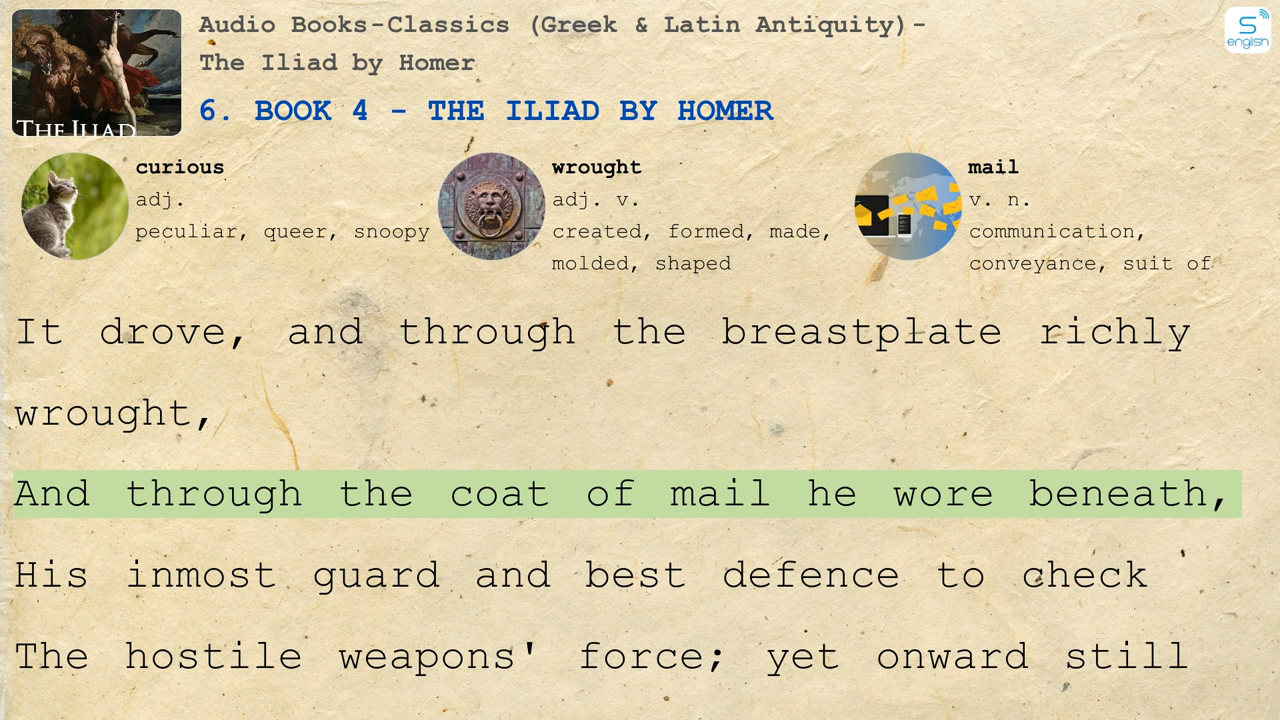 Audio Books-Classics (Greek & Latin Antiquity)-
The Iliad by Homer
6. BOOK 4 - THE ILIAD BY HOMER
THE ILIAD
S
english
curious
adj.
peculiar, queer, snoopy
wrought
adj. v.
created, formed, made,
molded, shaped
mail
v. n.
communication,
conveyance, suit of
It drove, and through the breastplate richly
wrought,
And through the coat of mail he wore beneath,
His inmost guard and best defence to check
The hostile weapons' force; yet onward still